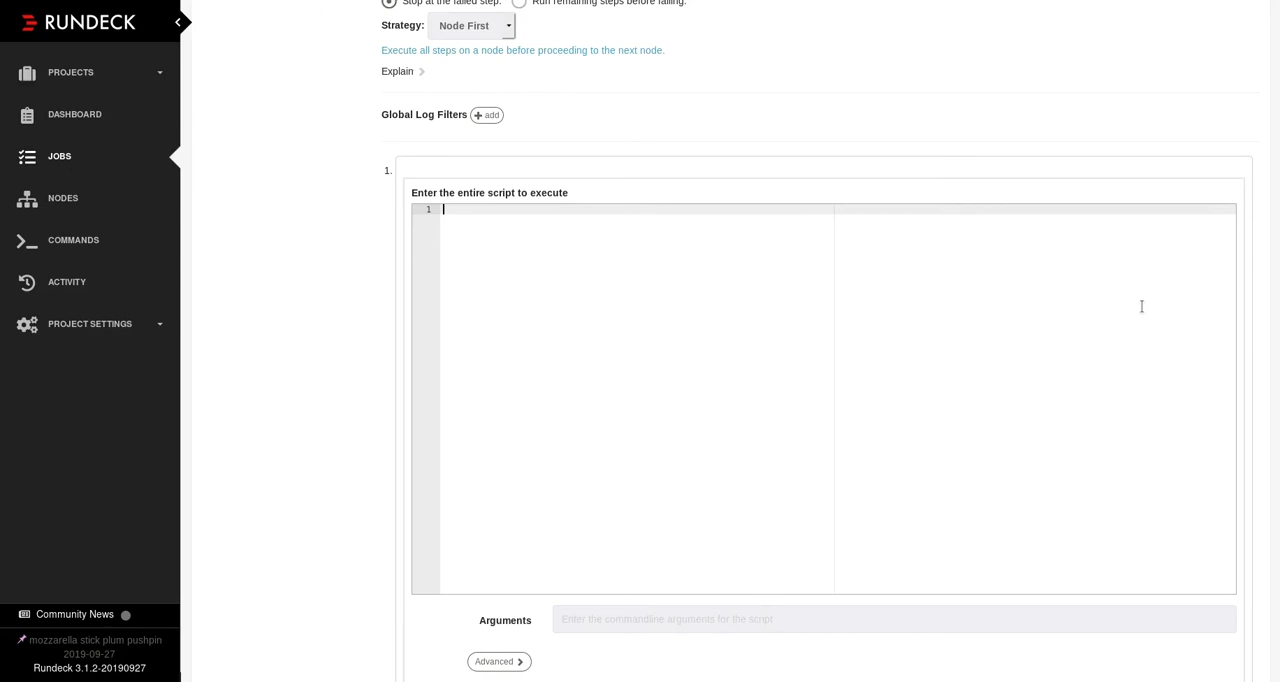 RUNDECK
PROJECTS
DASHBOARD
JOBS
NODES
COMMANDS
ACTIVITY
PROJECT SETTINGS
Community News
mozzarella stick plum pushpin
2019-09-27
Rundeck 3.1.2-20190927
Stop at the failed step. Run remaining steps before failing.
Strategy: Node First
Execute all steps on a node before proceeding to the next node.
Explain
Global Log Filters + add
1.
Enter the entire script to execute
1
Arguments Enter the commandline arguments for the script
Advanced